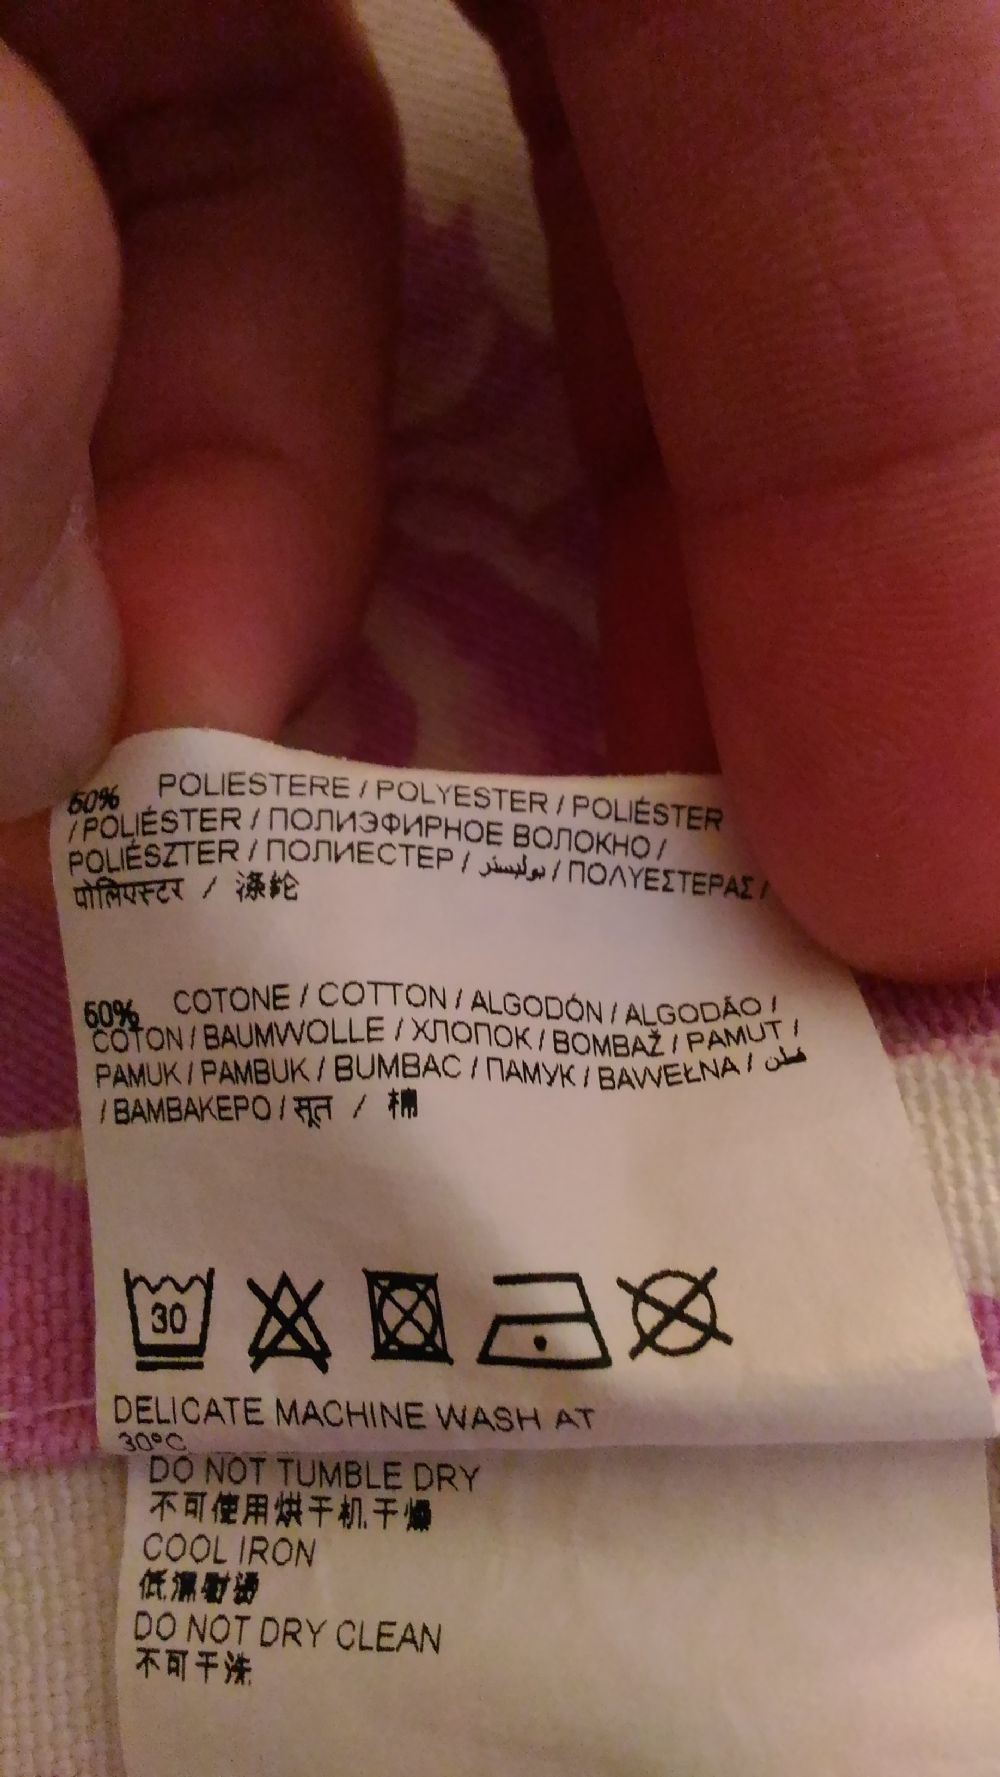 50% POLIESTERE / POLYESTER / POLIÉSTER
/ POLIÉSTER / ПОЛИЭФИРНОЕ ВОЛОКНО /
POLIÉSZTER / ПОЛИЕСТЕР / بوليستر / ΠΟΛΥΕΣΤΕΡΑΣ /
पोलिएस्टर / 涤纶
50% COTONE / COTTON / ALGODÓN / ALGODÃO /
COTON / BAUMWOLLE / ХЛОПОК / BOMBAŽ / PAMUT /
PAMUK / PAMBUK / BUMBAC / ПАМУК / BAWEŁNA / قطن
/ ΒΑΜΒΑΚΕΡΟ / सूत / 棉
30
DELICATE MACHINE WASH AT
30°C
DO NOT TUMBLE DRY
不可使用烘干机干燥
COOL IRON
低温熨烫
DO NOT DRY CLEAN
不可干洗